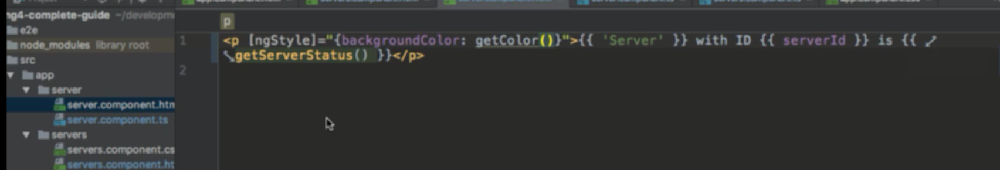 ng4-complete-guide ~/developme
e2e
node_modules library root
src
app
server
server.component.htm
server.component.ts
servers
servers.component.cs
servers.component.ht
p
1 <p [ngStyle]="{backgroundColor: getColor()}">{{ 'Server' }} with ID {{ serverId }} is {{
getServerStatus() }}</p>
2